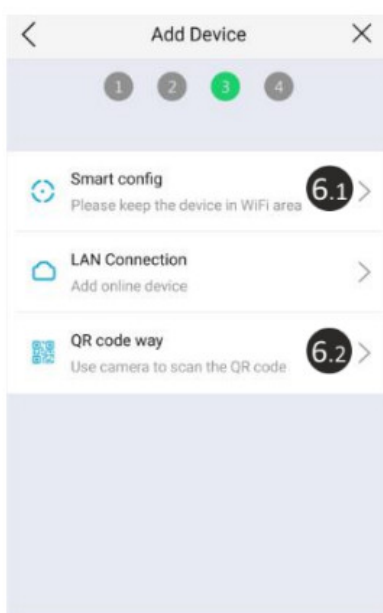 Add Device
1 2 3 4
Smart config
Please keep the device in WiFi area
6.1
LAN Connection
Add online device
QR code way
Use camera to scan the QR code
6.2